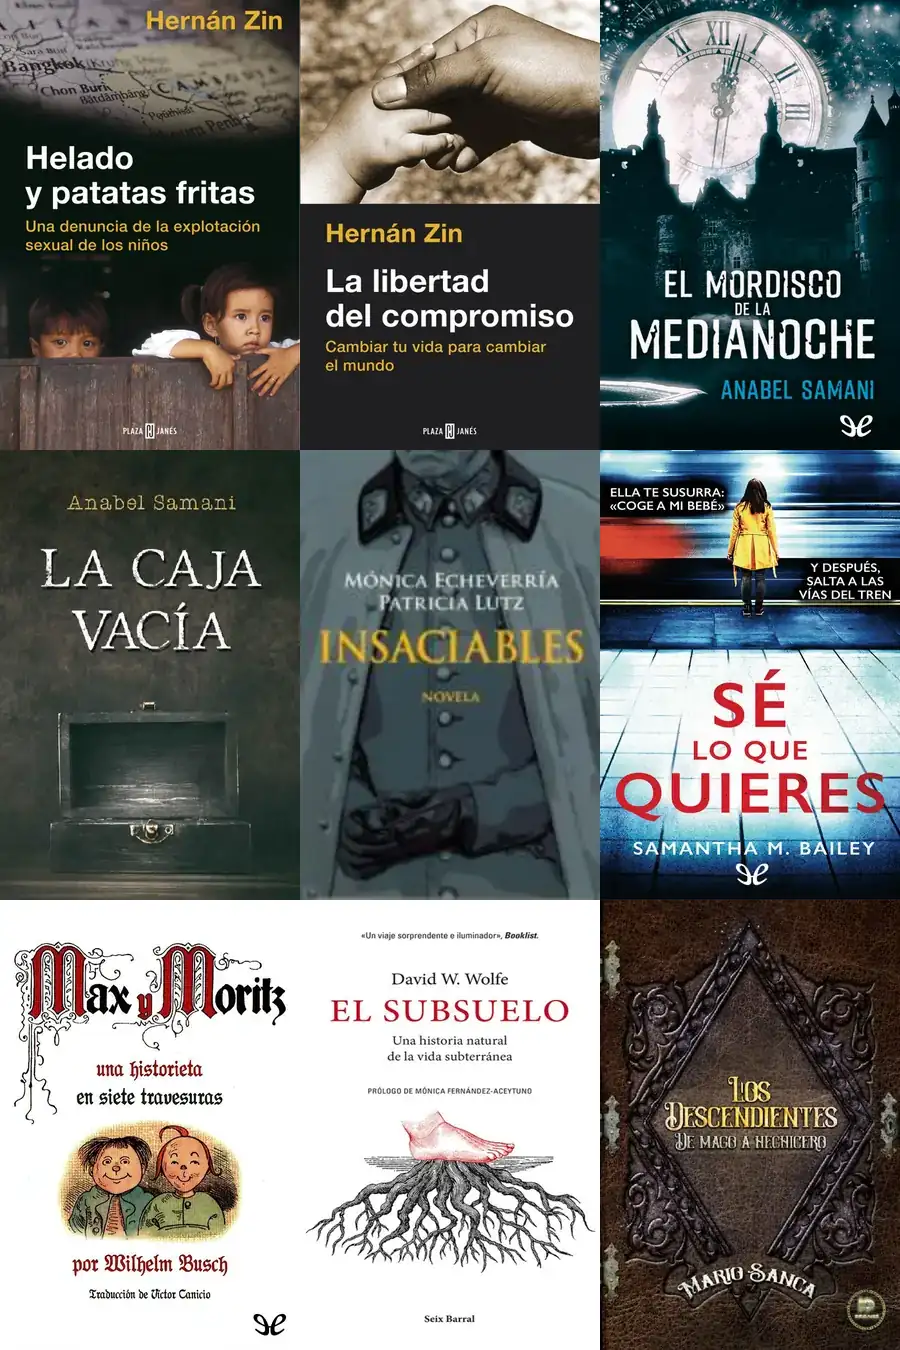 Hernán Zin
Bangkok
Chon Buri
Batdâmbâng
CAMBODIA
Helado
y patatas fritas
Una denuncia de la explotación
sexual de los niños
PLAZA JANÉS
Hernán Zin
La libertad
del compromiso
Cambiar tu vida para cambiar
el mundo
PLAZA JANÉS
EL MORDISCO
DE LA
MEDIANOCHE
ANABEL SAMANI
Anabel Samani
LA CAJA
VACÍA
MÓNICA ECHEVERRÍA
PATRICIA LUTZ
INSACIABLES
NOVELA
ELLA TE SUSURRA:
«COGE A MI BEBÉ»
Y DESPUÉS,
SALTA A LAS
VÍAS DEL TREN
SÉ
LO QUE
QUIERES
SAMANTHA M. BAILEY
Max y Moritz
una historieta
en siete travesuras
por Wilhelm Busch
Traducción de Víctor Canicio
«Un viaje sorprendente e iluminador», Booklist.
David W. Wolfe
EL SUBSUELO
Una historia natural
de la vida subterránea
PRÓLOGO DE MÓNICA FERNÁNDEZ-ACEYTUNO
Seix Barral
LOS
DESCENDIENTES
DE MAGO A HECHICERO
MARIO SANCA